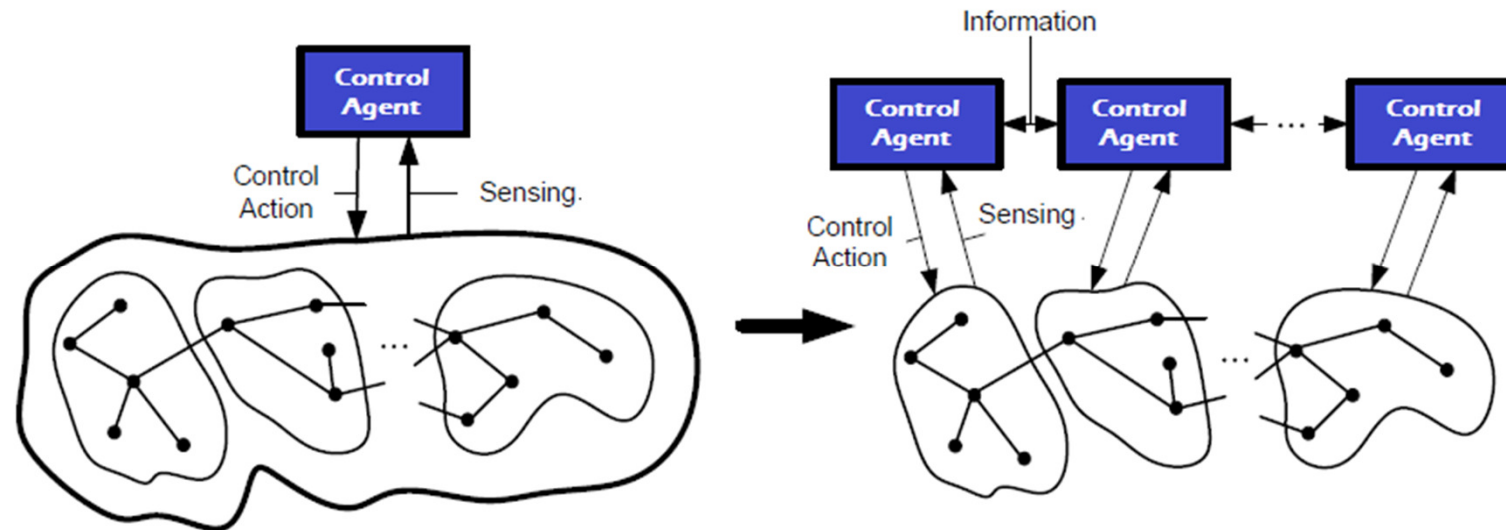 Control
Agent
Control
Action
Sensing.
...
Information
Control
Agent
Control
Agent
...
Control
Agent
Control
Action
Sensing.
...